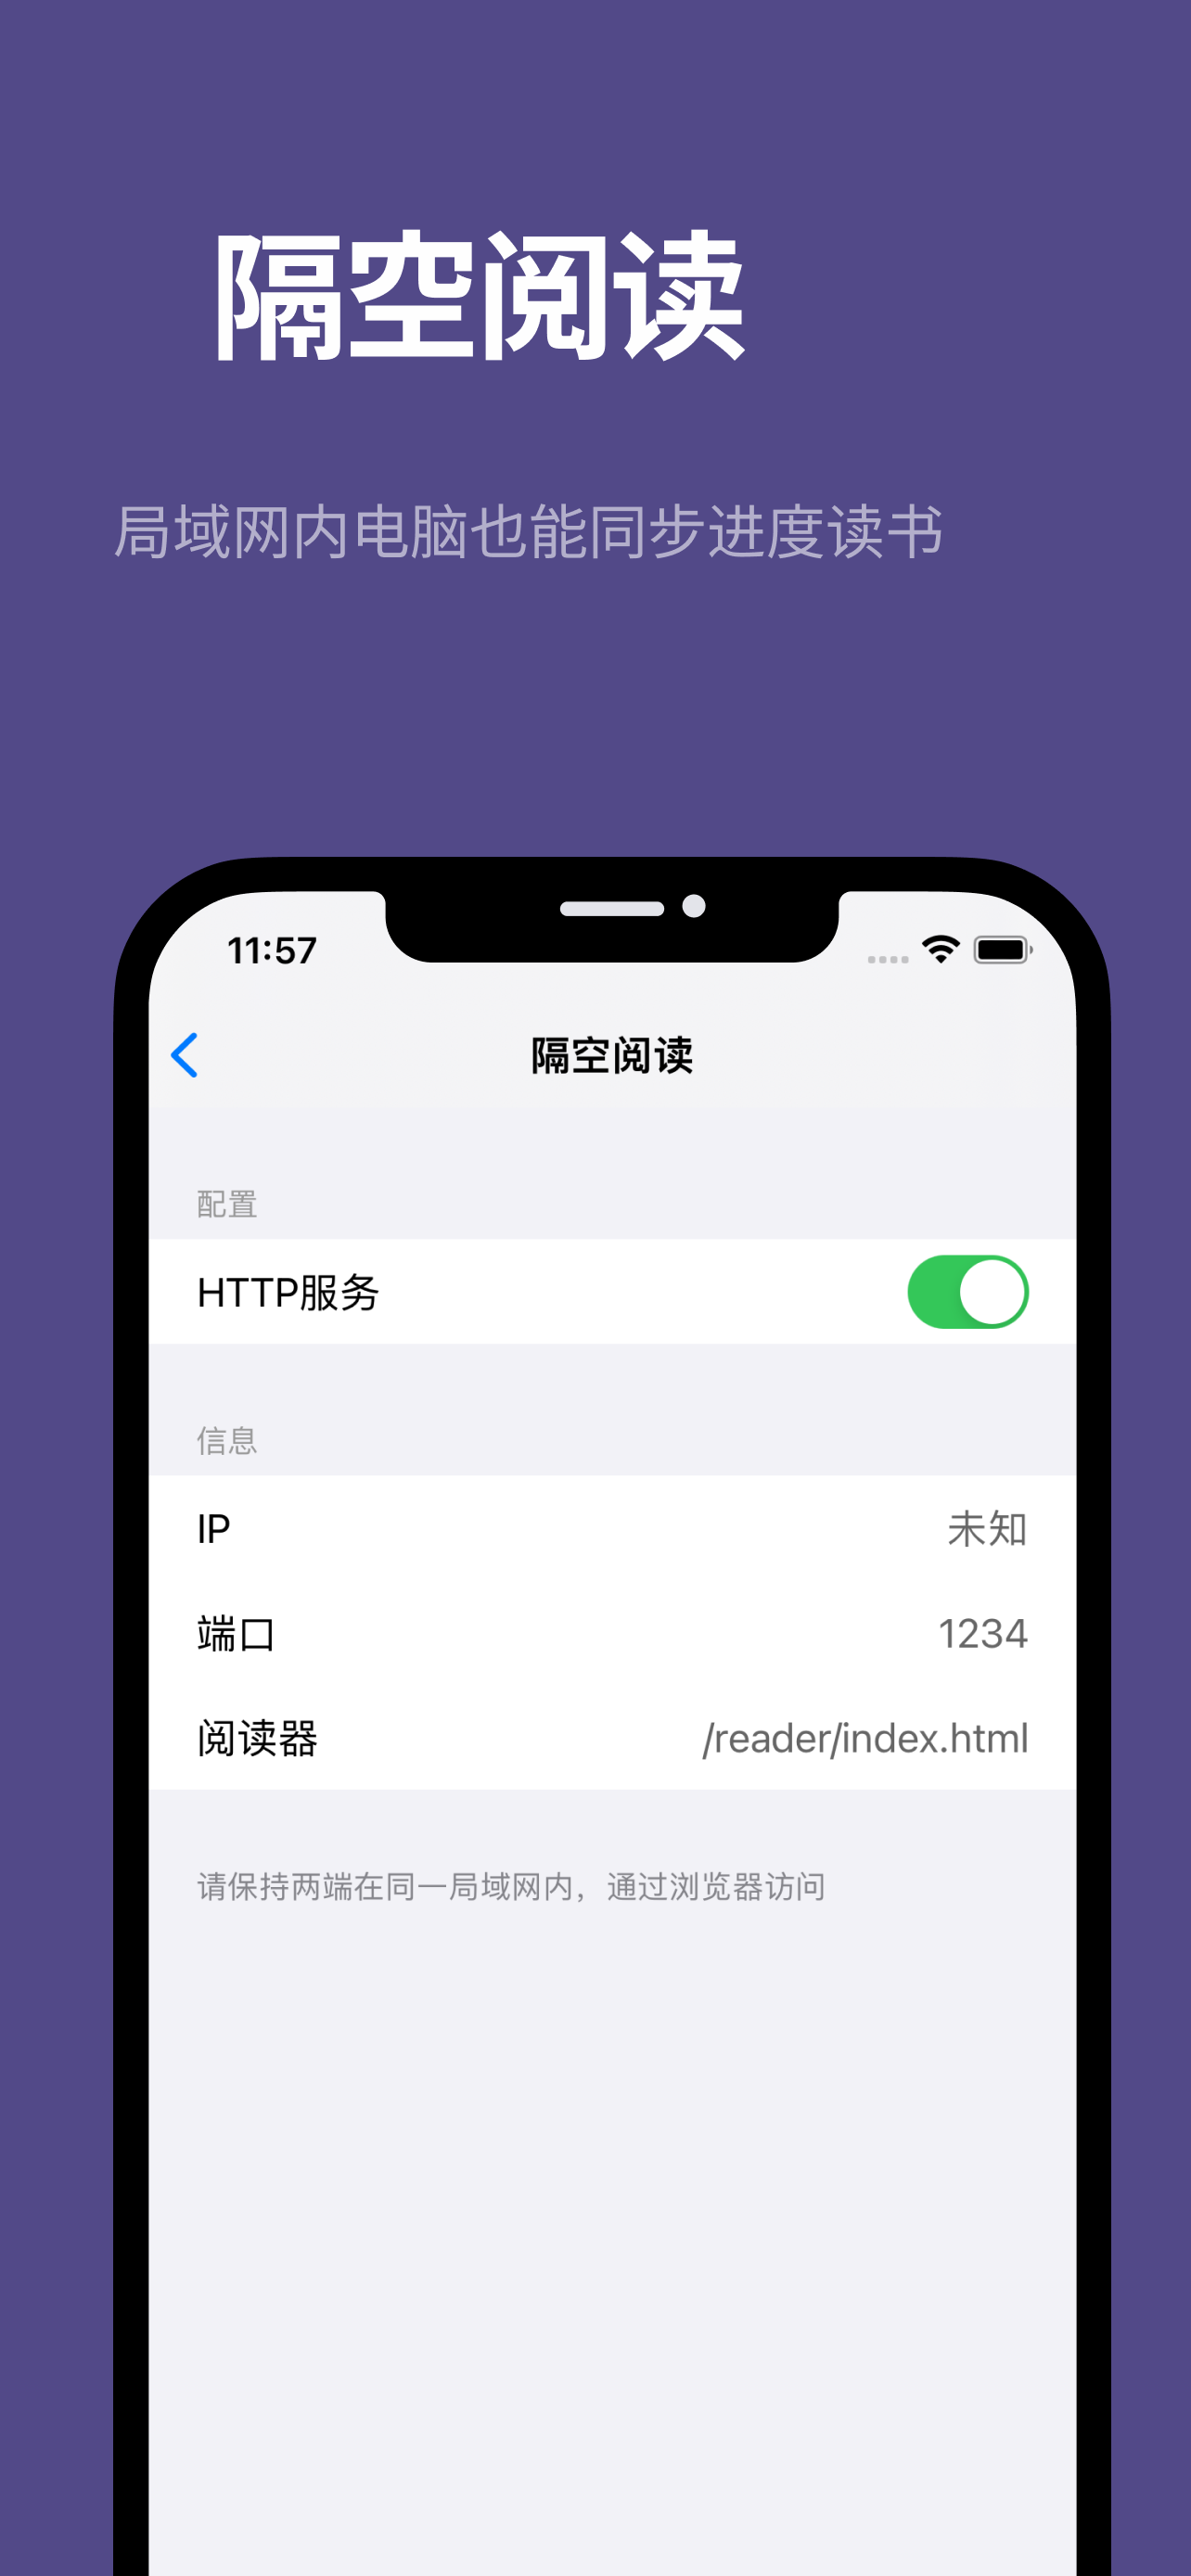 隔空阅读
局域网内电脑也能同步进度读书
11:57
隔空阅读
配置
HTTP服务
信息
IP 未知
端口 1234
阅读器 /reader/index.html
请保持两端在同一局域网内，通过浏览器访问